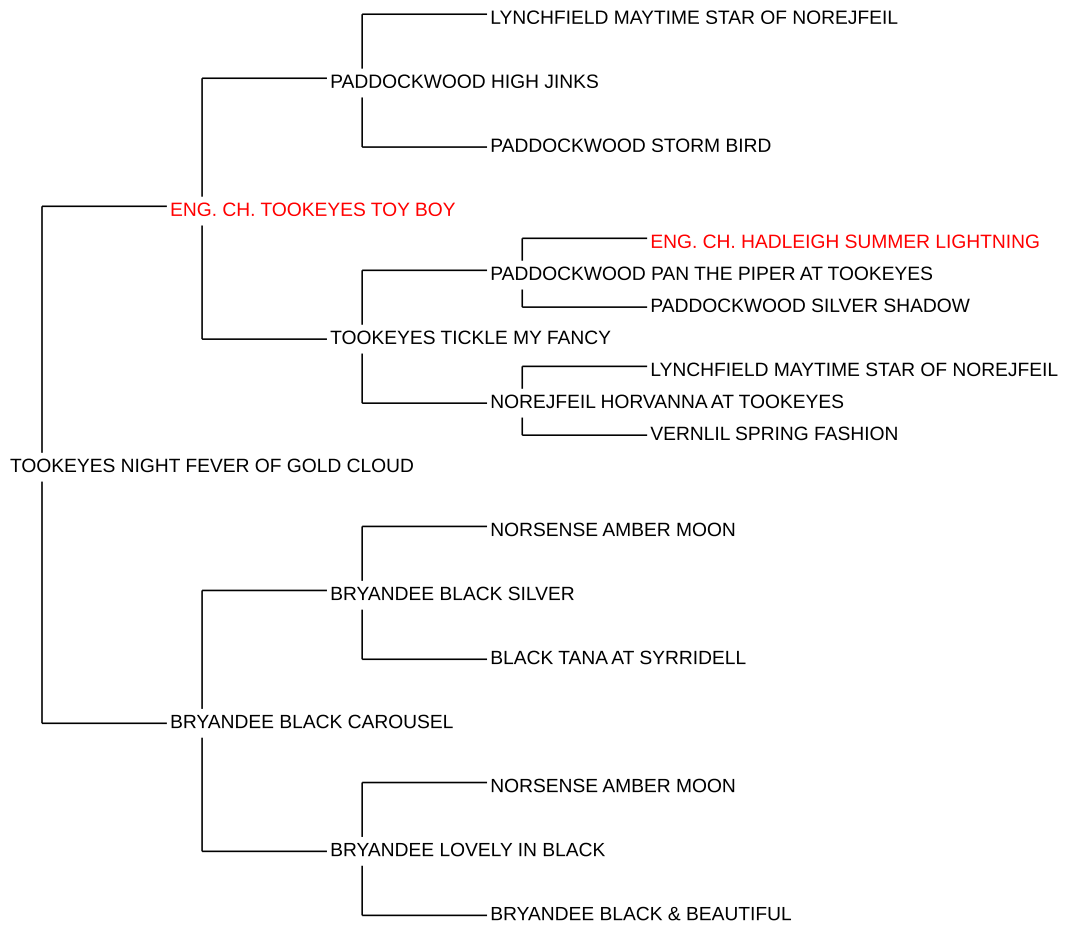 LYNCHFIELD MAYTIME STAR OF NOREJFEIL
PADDOCKWOOD HIGH JINKS
PADDOCKWOOD STORM BIRD
ENG. CH. TOOKEYES TOY BOY
ENG. CH. HADLEIGH SUMMER LIGHTNING
PADDOCKWOOD PAN THE PIPER AT TOOKEYES
PADDOCKWOOD SILVER SHADOW
TOOKEYES TICKLE MY FANCY
LYNCHFIELD MAYTIME STAR OF NOREJFEIL
NOREJFEIL HORVANNA AT TOOKEYES
VERNLIL SPRING FASHION
TOOKEYES NIGHT FEVER OF GOLD CLOUD
NORSENSE AMBER MOON
BRYANDEE BLACK SILVER
BLACK TANA AT SYRRIDELL
BRYANDEE BLACK CAROUSEL
NORSENSE AMBER MOON
BRYANDEE LOVELY IN BLACK
BRYANDEE BLACK & BEAUTIFUL